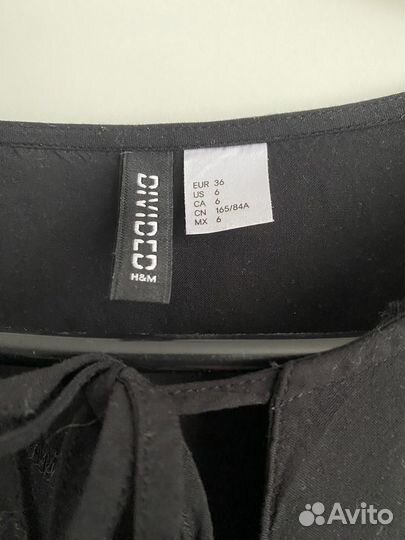 DIVIDED
H&M
EUR 36
US 6
CA 6
CN 165/84A
MX 6
Avito